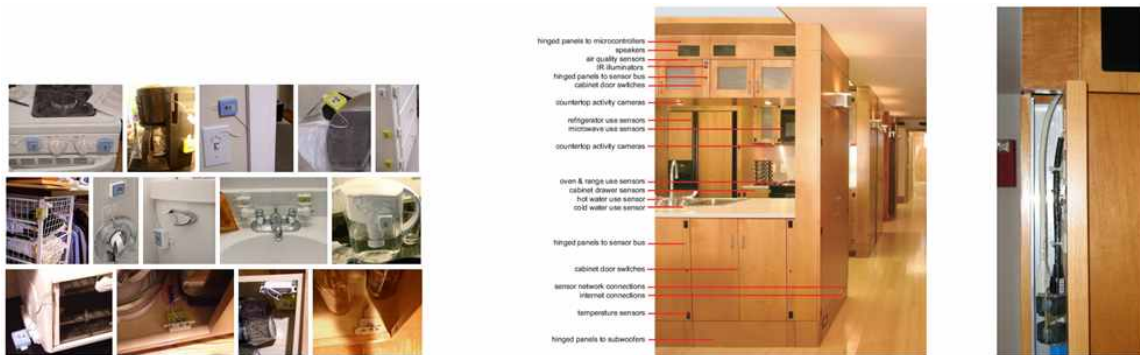 hinged panels to microcontrollers
speakers
air quality sensors
IR-illuminators
hinged panels to sensor bus
cabinet door switches
countertop activity cameras
refrigerator use sensors
microwave use sensors
countertop activity cameras
oven & range use sensors
cabinet drawer sensors
hot water use sensor
cold water use sensor
hinged panels to sensor bus
cabinet door switches
sensor network connections
internet connections
temperature sensors
hinged panels to subwoofers